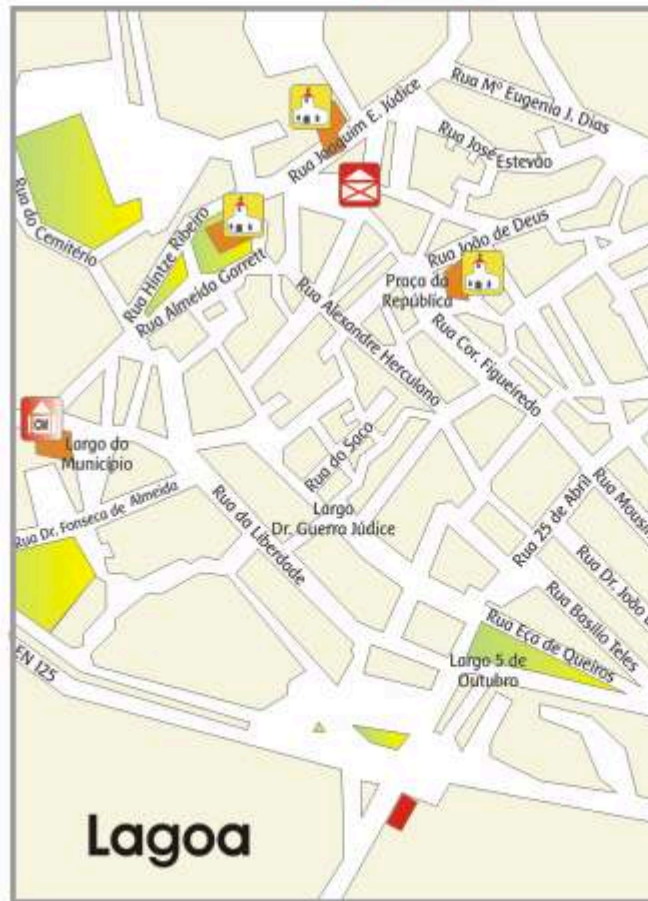 Rua Mº Eugenia J. Dias
Rua Joaquim E. Júdice
Rua José
Estevão
Rua do Cemitério
Rua Hintze Ribeiro
Rua João de Deus
Rua Almeida Garrett
Praça da
República
Rua Alexandre Herculano
Rua Cor. Figueiredo
CM
Largo do
Município
Rua do Saco
Rua Dr. Fonseca de Almeida
Rua da Liberdade
Largo
Dr. Guerra Júdice
Rua 25 de Abril
Rua Dr. João
Rua Basilio Teles
Rua Eça de Queiros
Largo 5 de
Outubro
EN 125
Lagoa